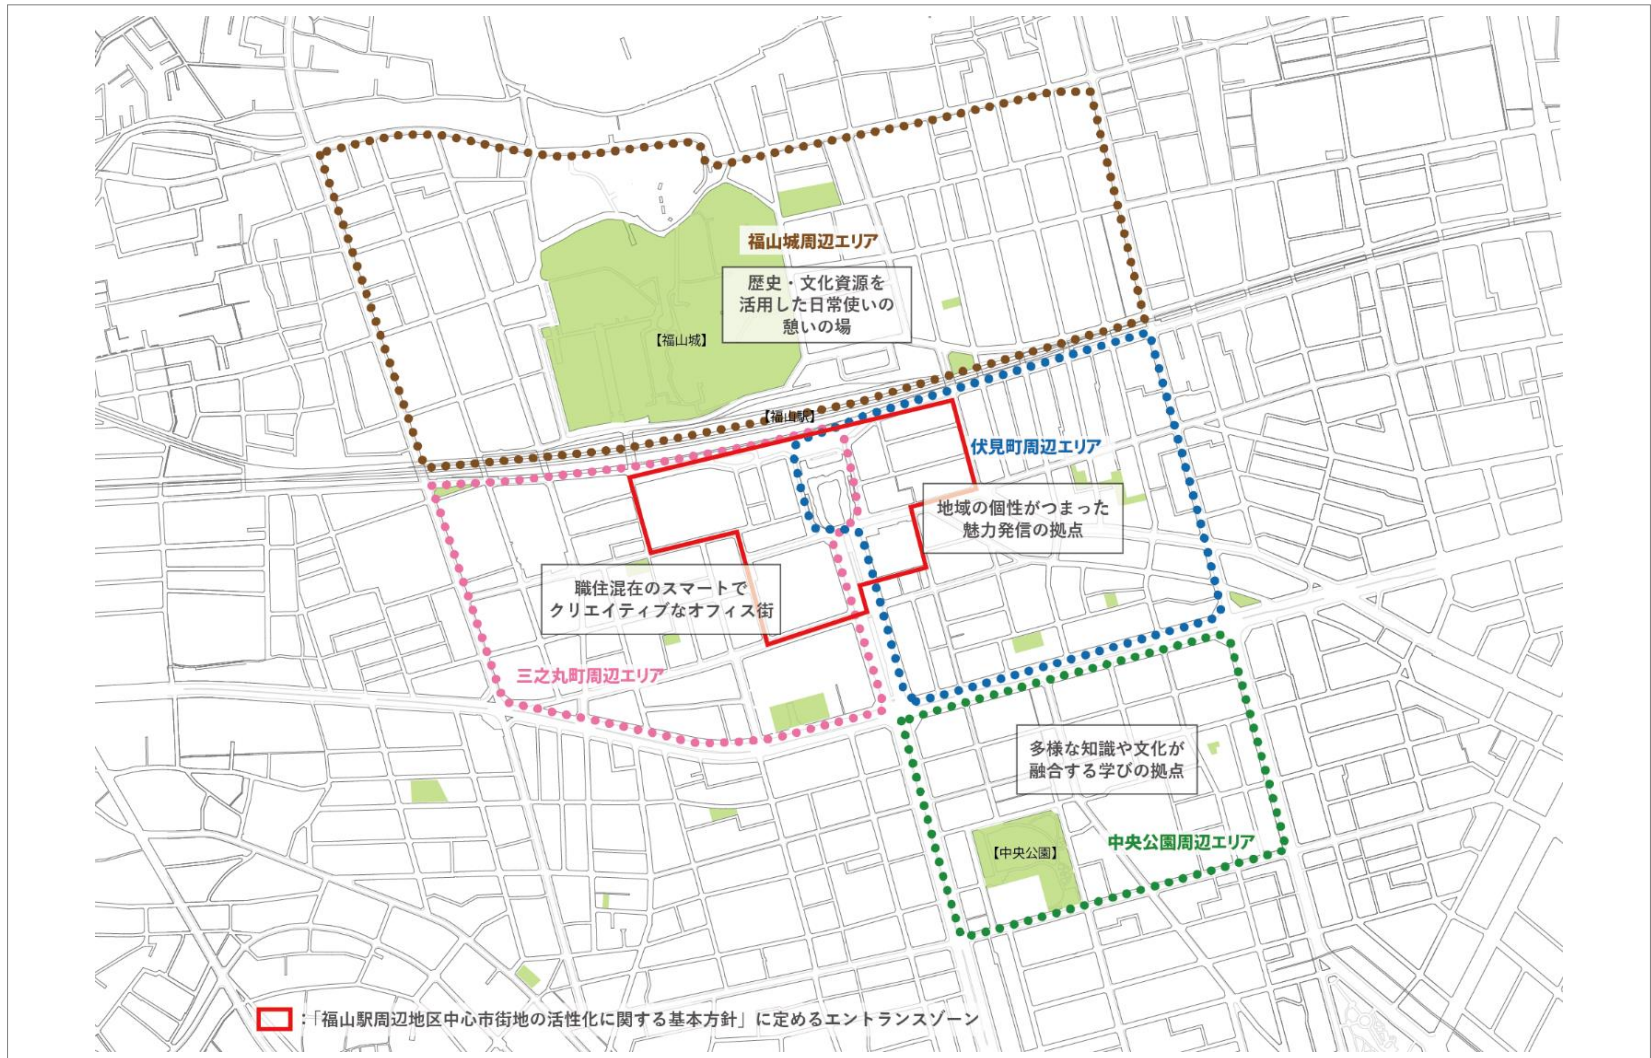 福山城周辺エリア
歴史・文化資源を
活用した日常使いの
憩いの場
【福山城】
【福山駅】
伏見町周辺エリア
地域の個性がつまった
魅力発信の拠点
職住混在のスマートで
クリエイティブなオフィス街
三之丸町周辺エリア
多様な知識や文化が
融合する学びの拠点
中央公園周辺エリア
【中央公園】
：「福山駅周辺地区中心市街地の活性化に関する基本方針」に定めるエントランスゾーン